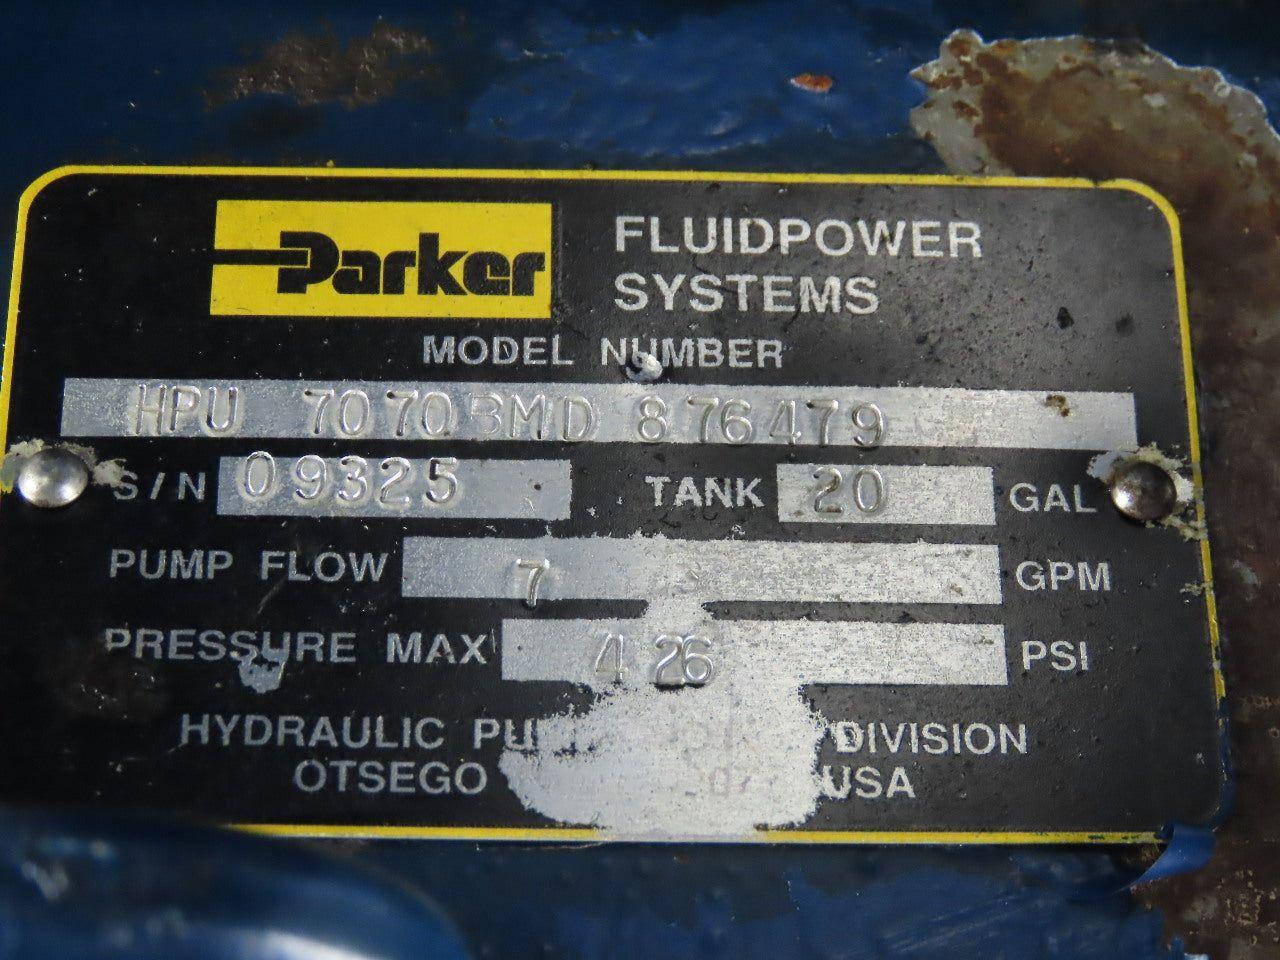 Parker
FLUIDPOWER
SYSTEMS
MODEL NUMBER
HPU 7070BMD 876479
S/N 09325 TANK 20 GAL
PUMP FLOW 7 GPM
PRESSURE MAX 426 PSI
HYDRAULIC DIVISION
OTSEGO USA